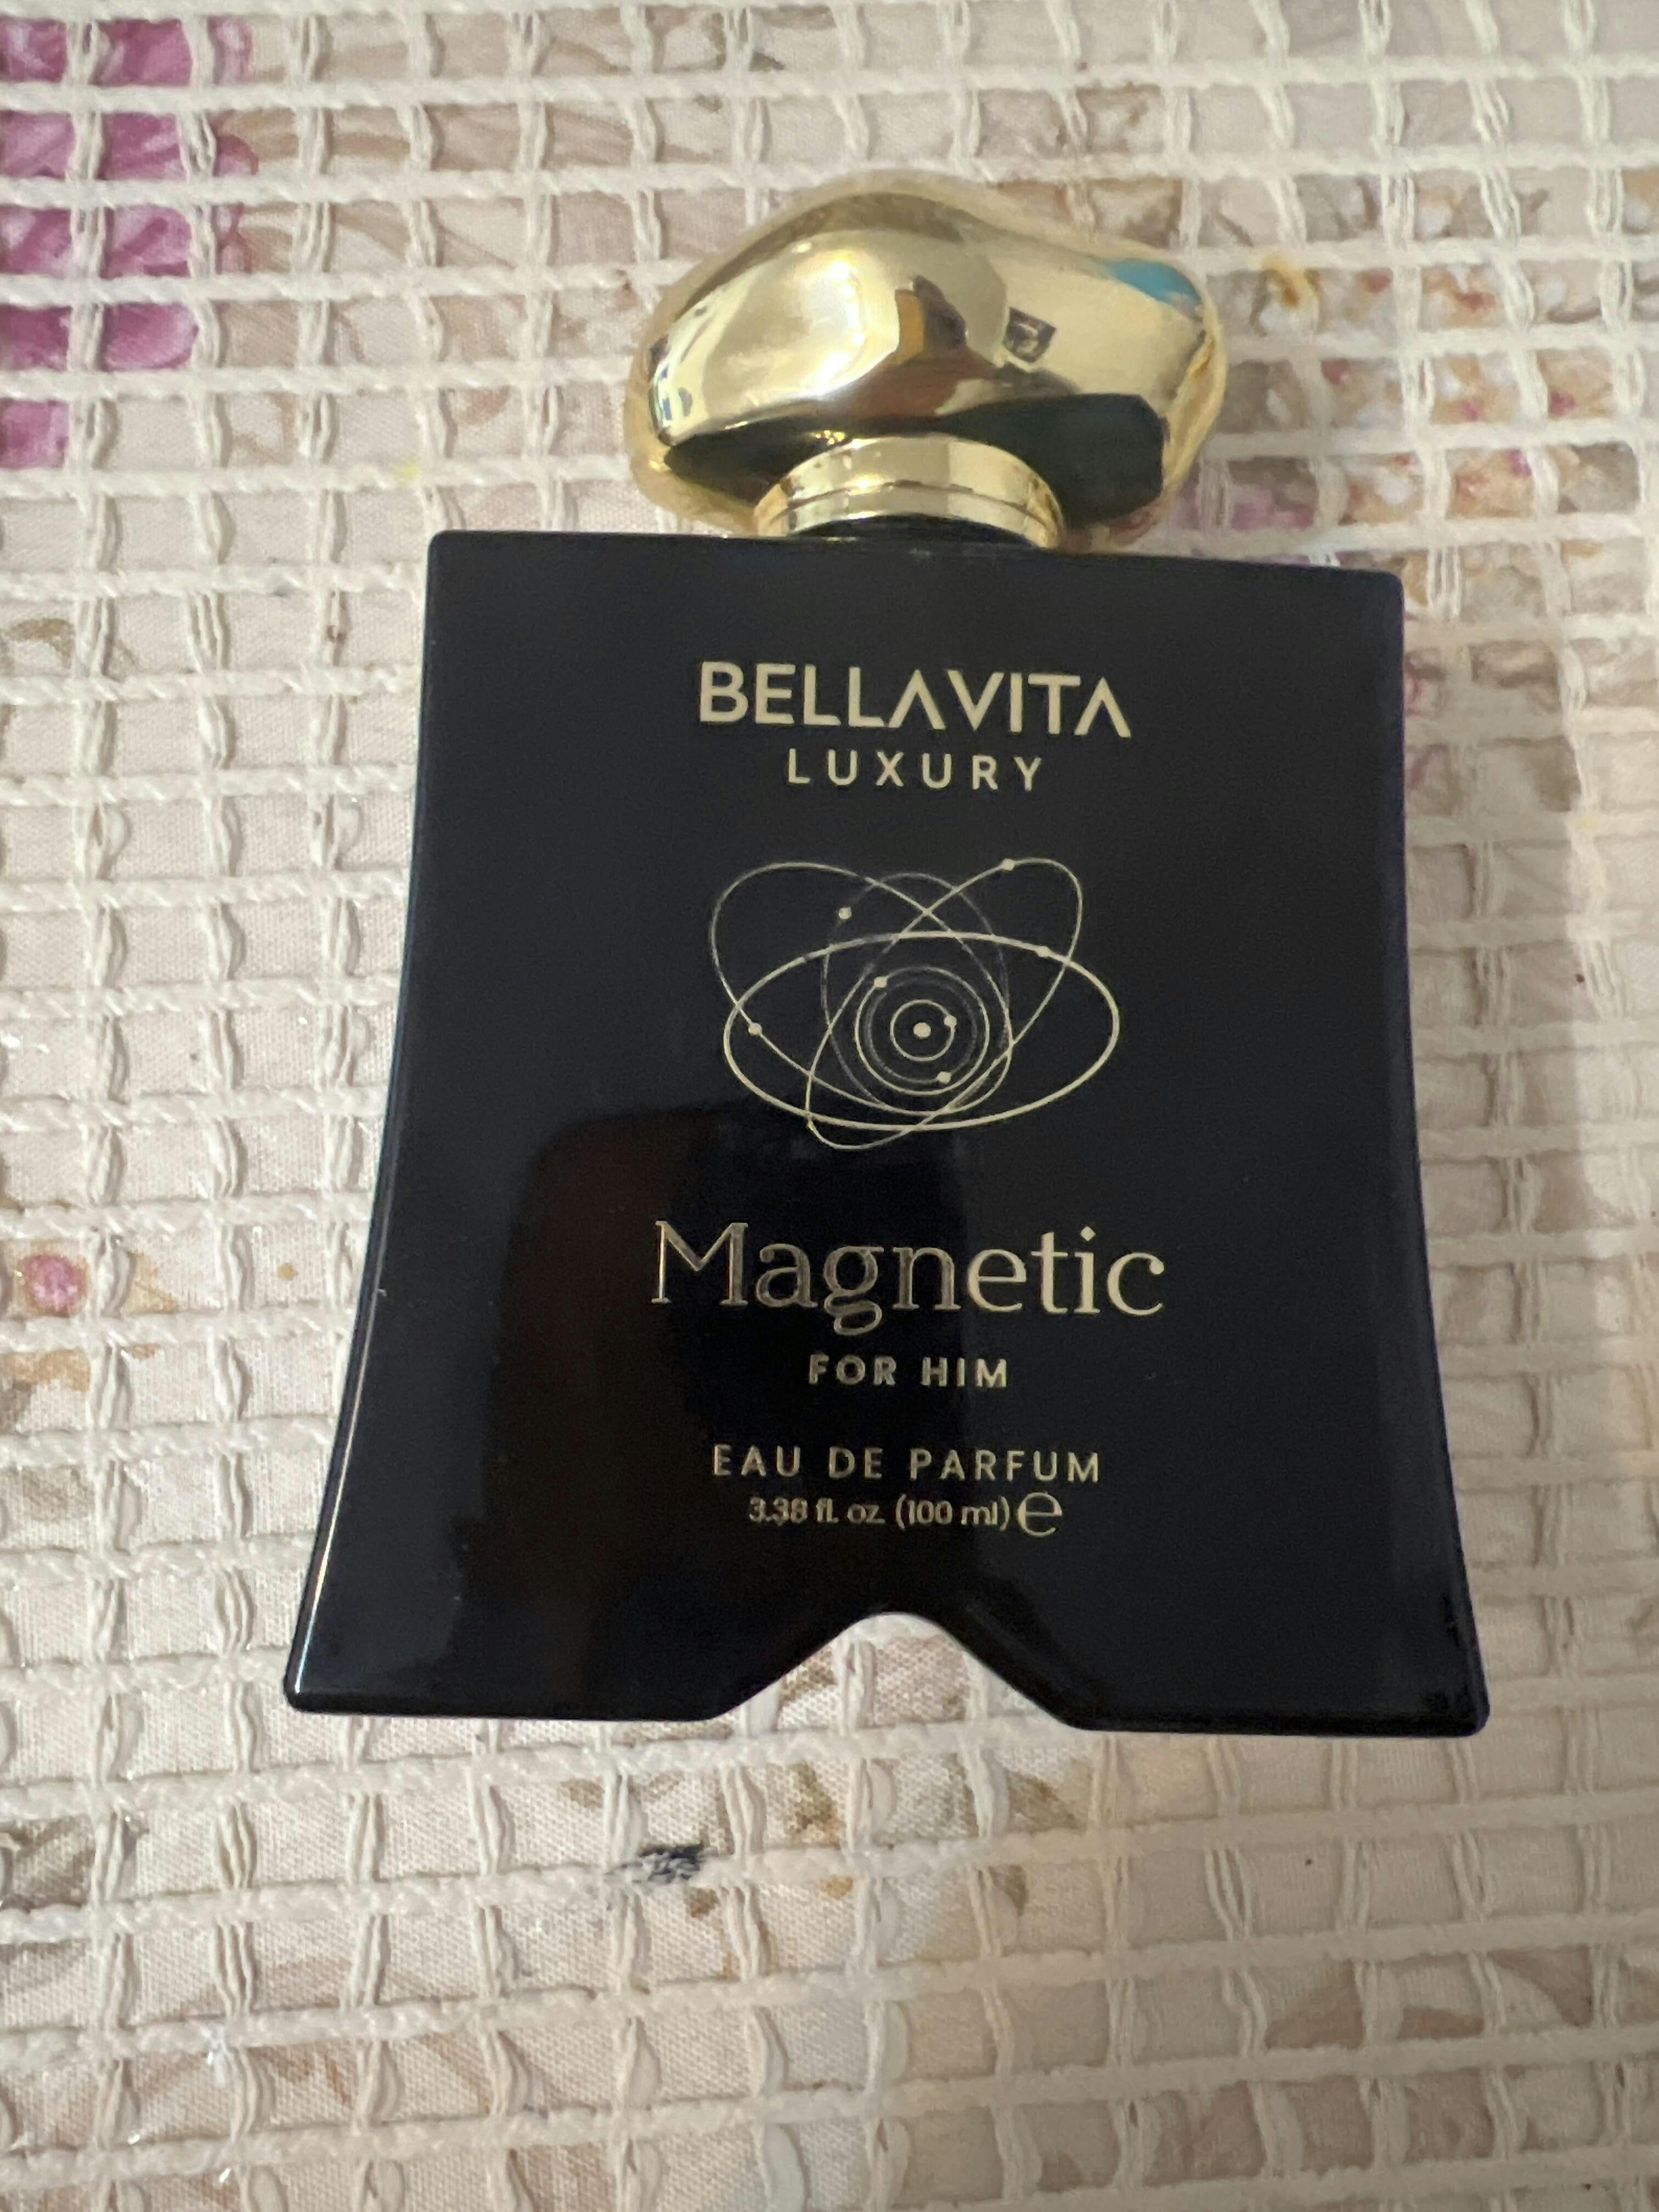 BELLAVITA
LUXURY
Magnetic
FOR HIM
EAU DE PARFUM
3.38 fl. oz. (100 ml) ℮